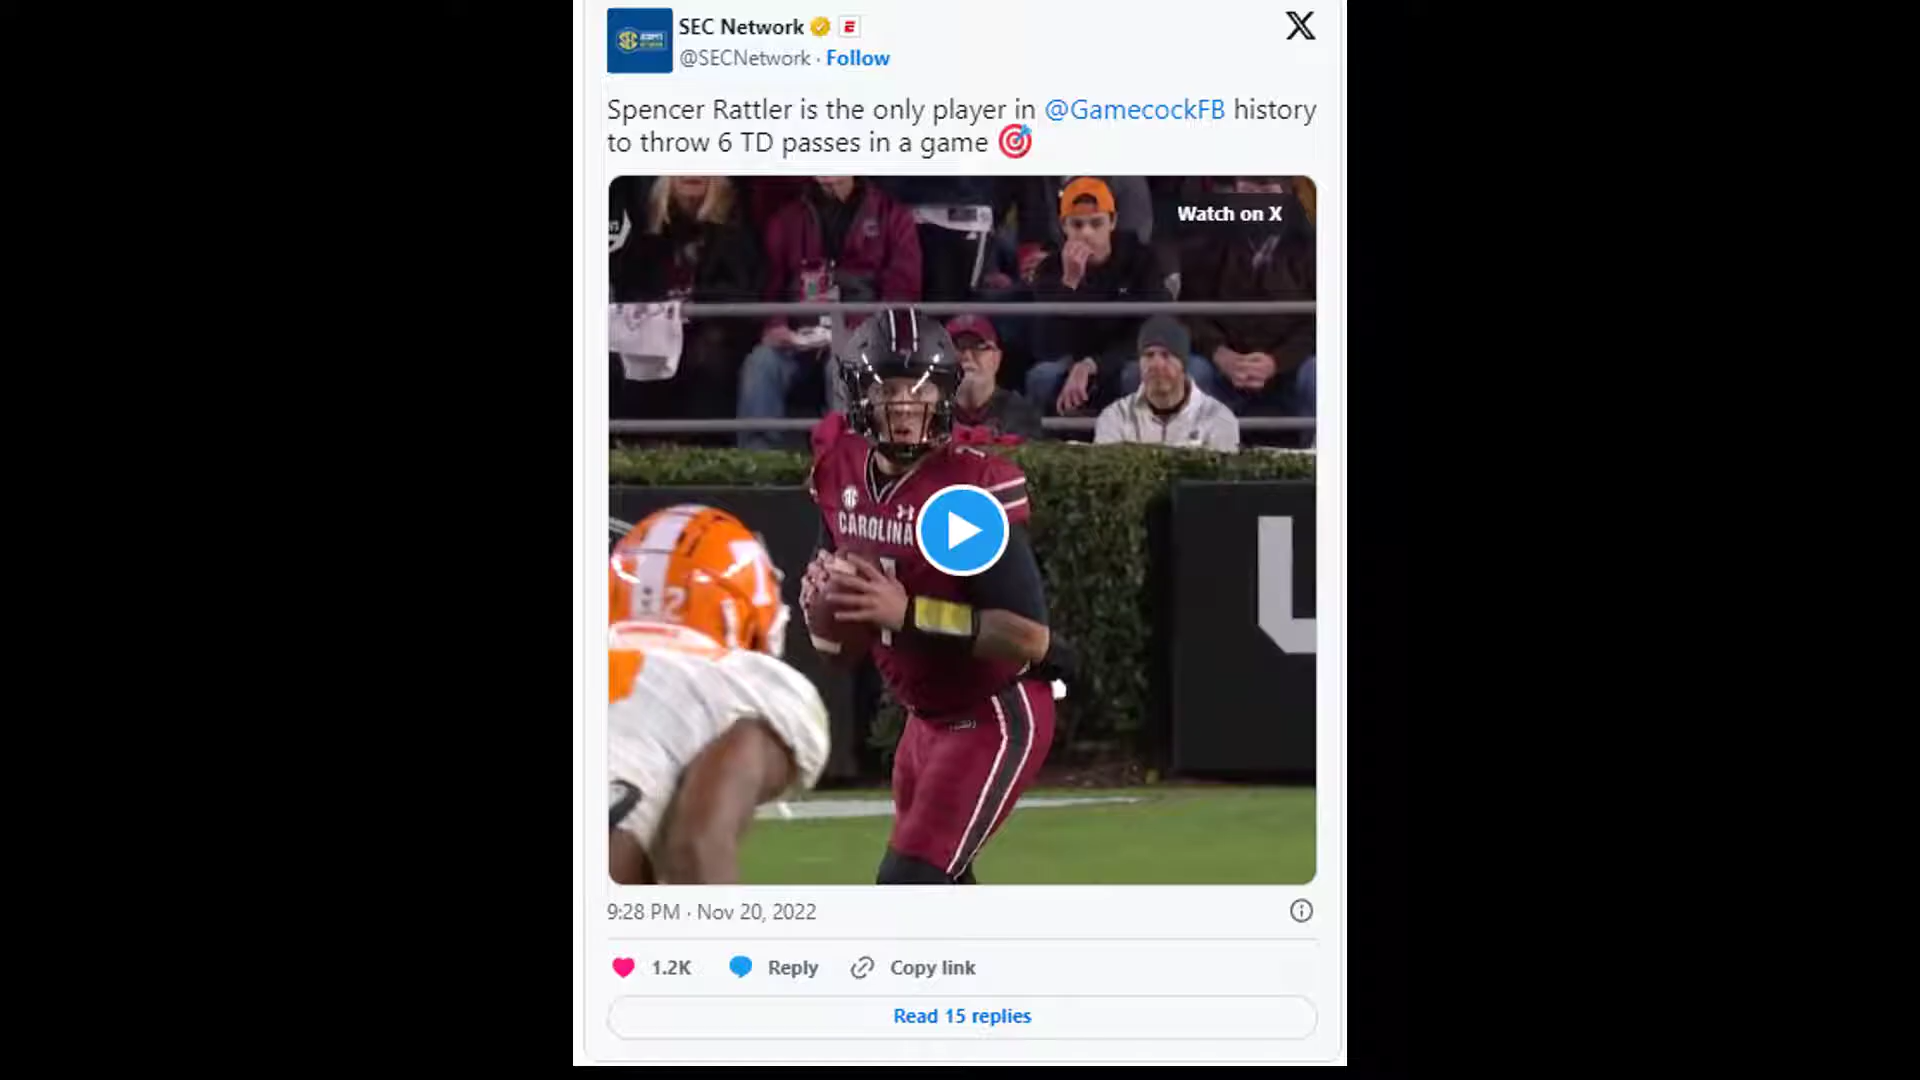 SEC Network
@SECNetwork · Follow
Spencer Rattler is the only player in @GamecockFB history
to throw 6 TD passes in a game
Watch on X
CAROLINA
9:28 PM · Nov 20, 2022
1.2K Reply Copy link
Read 15 replies